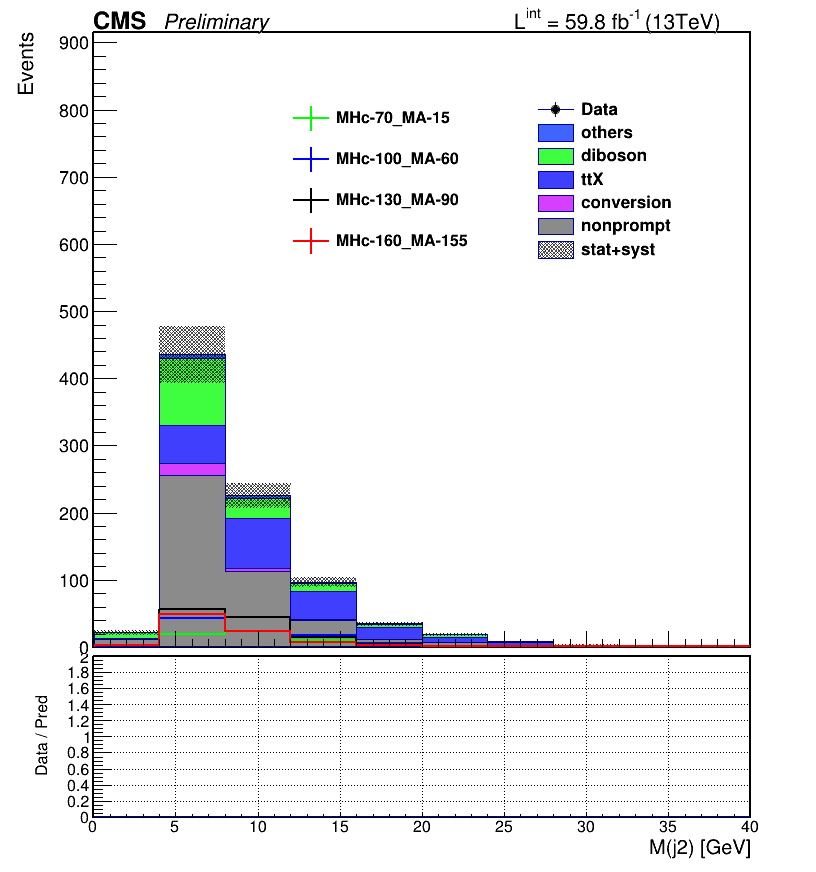 CMS Preliminary
L^int = 59.8 fb^-1 (13TeV)
Events
900
800
700
600
500
400
300
200
100
0
MHc-70_MA-15
MHc-100_MA-60
MHc-130_MA-90
MHc-160_MA-155
Data
others
diboson
ttX
conversion
nonprompt
stat+syst
Data / Pred
2
1.8
1.6
1.4
1.2
1
0.8
0.6
0.4
0.2
0
0 5 10 15 20 25 30 35 40
M(j2) [GeV]